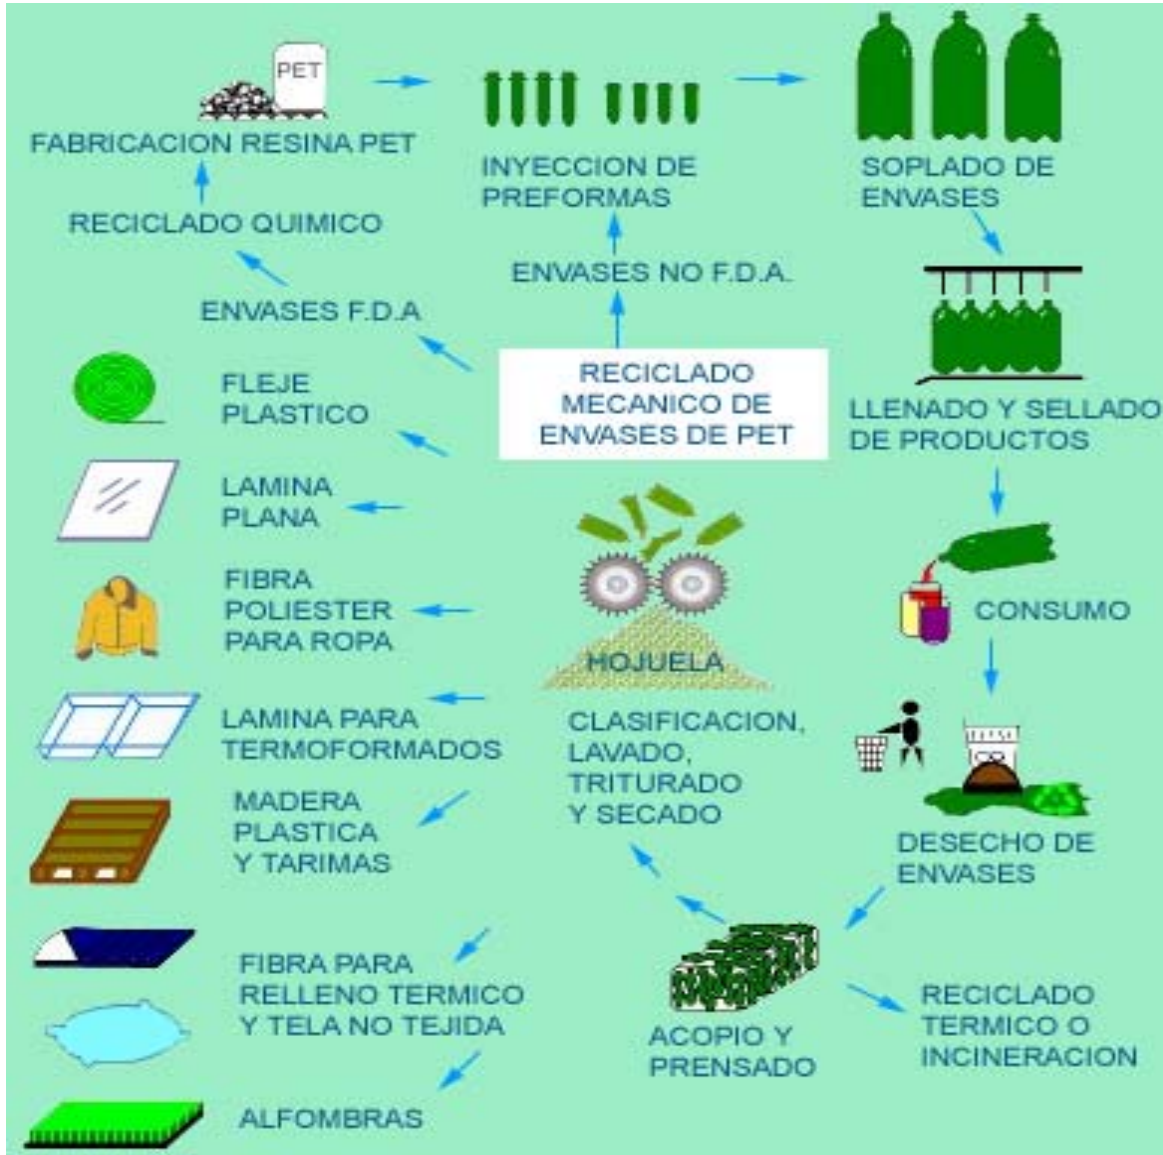 PET
FABRICACION RESINA PET
INYECCION DE
PREFORMAS
SOPLADO DE
ENVASES
RECICLADO QUIMICO
ENVASES NO F.D.A.
ENVASES F.D.A
RECICLADO
MECANICO DE
ENVASES DE PET
LLENADO Y SELLADO
DE PRODUCTOS
FLEJE
PLASTICO
LAMINA
PLANA
FIBRA
POLIESTER
PARA ROPA
CONSUMO
HOJUELA
LAMINA PARA
TERMOFORMADOS
CLASIFICACION,
LAVADO,
TRITURADO
Y SECADO
MADERA
PLASTICA
Y TARIMAS
DESECHO DE
ENVASES
FIBRA PARA
RELLENO TERMICO
Y TELA NO TEJIDA
ACOPIO Y
PRENSADO
RECICLADO
TERMICO O
INCINERACION
ALFOMBRAS